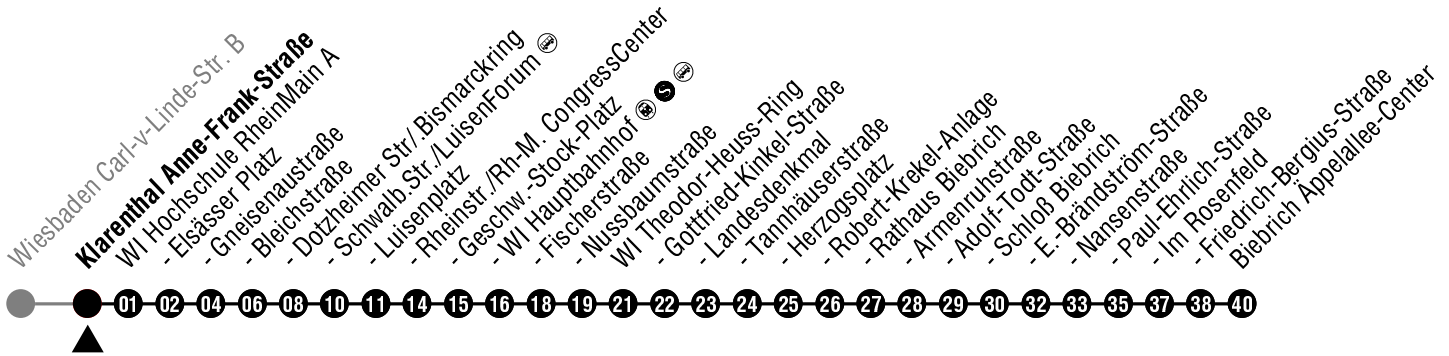 Wiesbaden Carl-v-Linde-Str. B
Klarenthal Anne-Frank-Straße
WI Hochschule RheinMain A
- Elsässer Platz
- Gneisenaustraße
- Bleichstraße
- Dotzheimer Str/ Bismarckring
- Schwalb.Str./LuisenForum
- Luisenplatz
- Rheinstr./Rh-M. CongressCenter
- Geschw.-Stock-Platz
- WI Hauptbahnhof S
- Fischerstraße
- Nussbaumstraße
WI Theodor-Heuss-Ring
- Gottfried-Kinkel-Straße
- Landesdenkmal
- Tannhäuserstraße
- Herzogsplatz
- Robert-Krekel-Anlage
- Rathaus Biebrich
- Armenruhstraße
- Adolf-Todt-Straße
- Schloß Biebrich
- E.-Brändström-Straße
- Nansenstraße
- Paul-Ehrlich-Straße
- Im Rosenfeld
- Friedrich-Bergius-Straße
Biebrich Äppelallee-Center
01 02 04 06 08 10 11 14 15 16 18 19 21 22 23 24 25 26 27 28 29 30 32 33 35 37 38 40